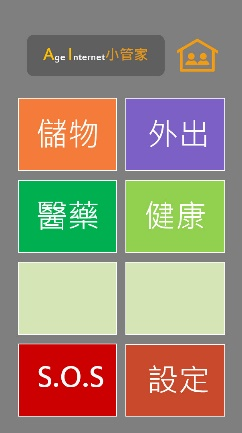 Age Internet小管家
儲物 外出
醫藥 健康
S.O.S 設定